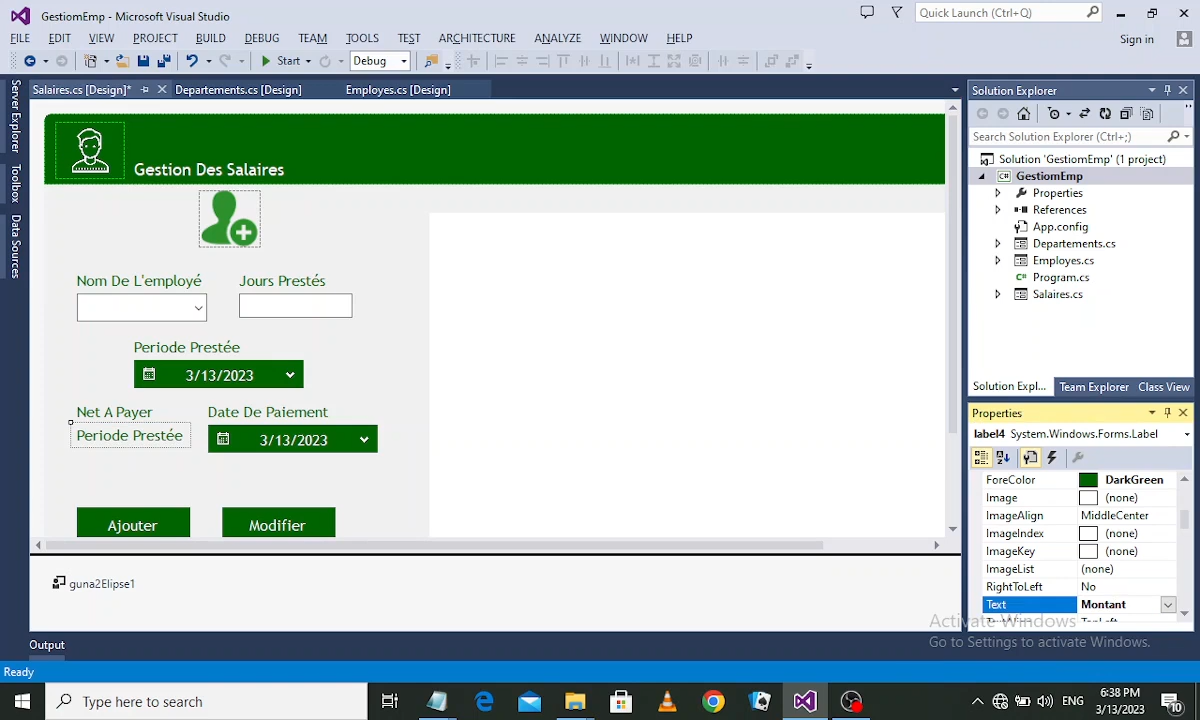 GestiomEmp - Microsoft Visual Studio
Quick Launch (Ctrl+Q)
FILE EDIT VIEW PROJECT BUILD DEBUG TEAM TOOLS TEST ARCHITECTURE ANALYZE WINDOW HELP
Sign in
Start Debug
Salaires.cs [Design]* Departements.cs [Design] Employes.cs [Design]
Server Explorer
Toolbox
Data Sources
Gestion Des Salaires
Nom De L'employé Jours Prestés
Periode Prestée
3/13/2023
Net A Payer Date De Paiement
Periode Prestée 3/13/2023
Ajouter Modifier
guna2Elipse1
Output
Ready
Solution Explorer
Search Solution Explorer (Ctrl+;)
Solution 'GestiomEmp' (1 project)
C# GestiomEmp
Properties
References
App.config
Departements.cs
Employes.cs
C# Program.cs
Salaires.cs
Solution Expl... Team Explorer Class View
Properties
label4 System.Windows.Forms.Label
ForeColor DarkGreen
Image (none)
ImageAlign MiddleCenter
ImageIndex (none)
ImageKey (none)
ImageList (none)
RightToLeft No
Text Montant
Activate Windows
Go to Settings to activate Windows.
Type here to search
ENG
6:38 PM
3/13/2023
10